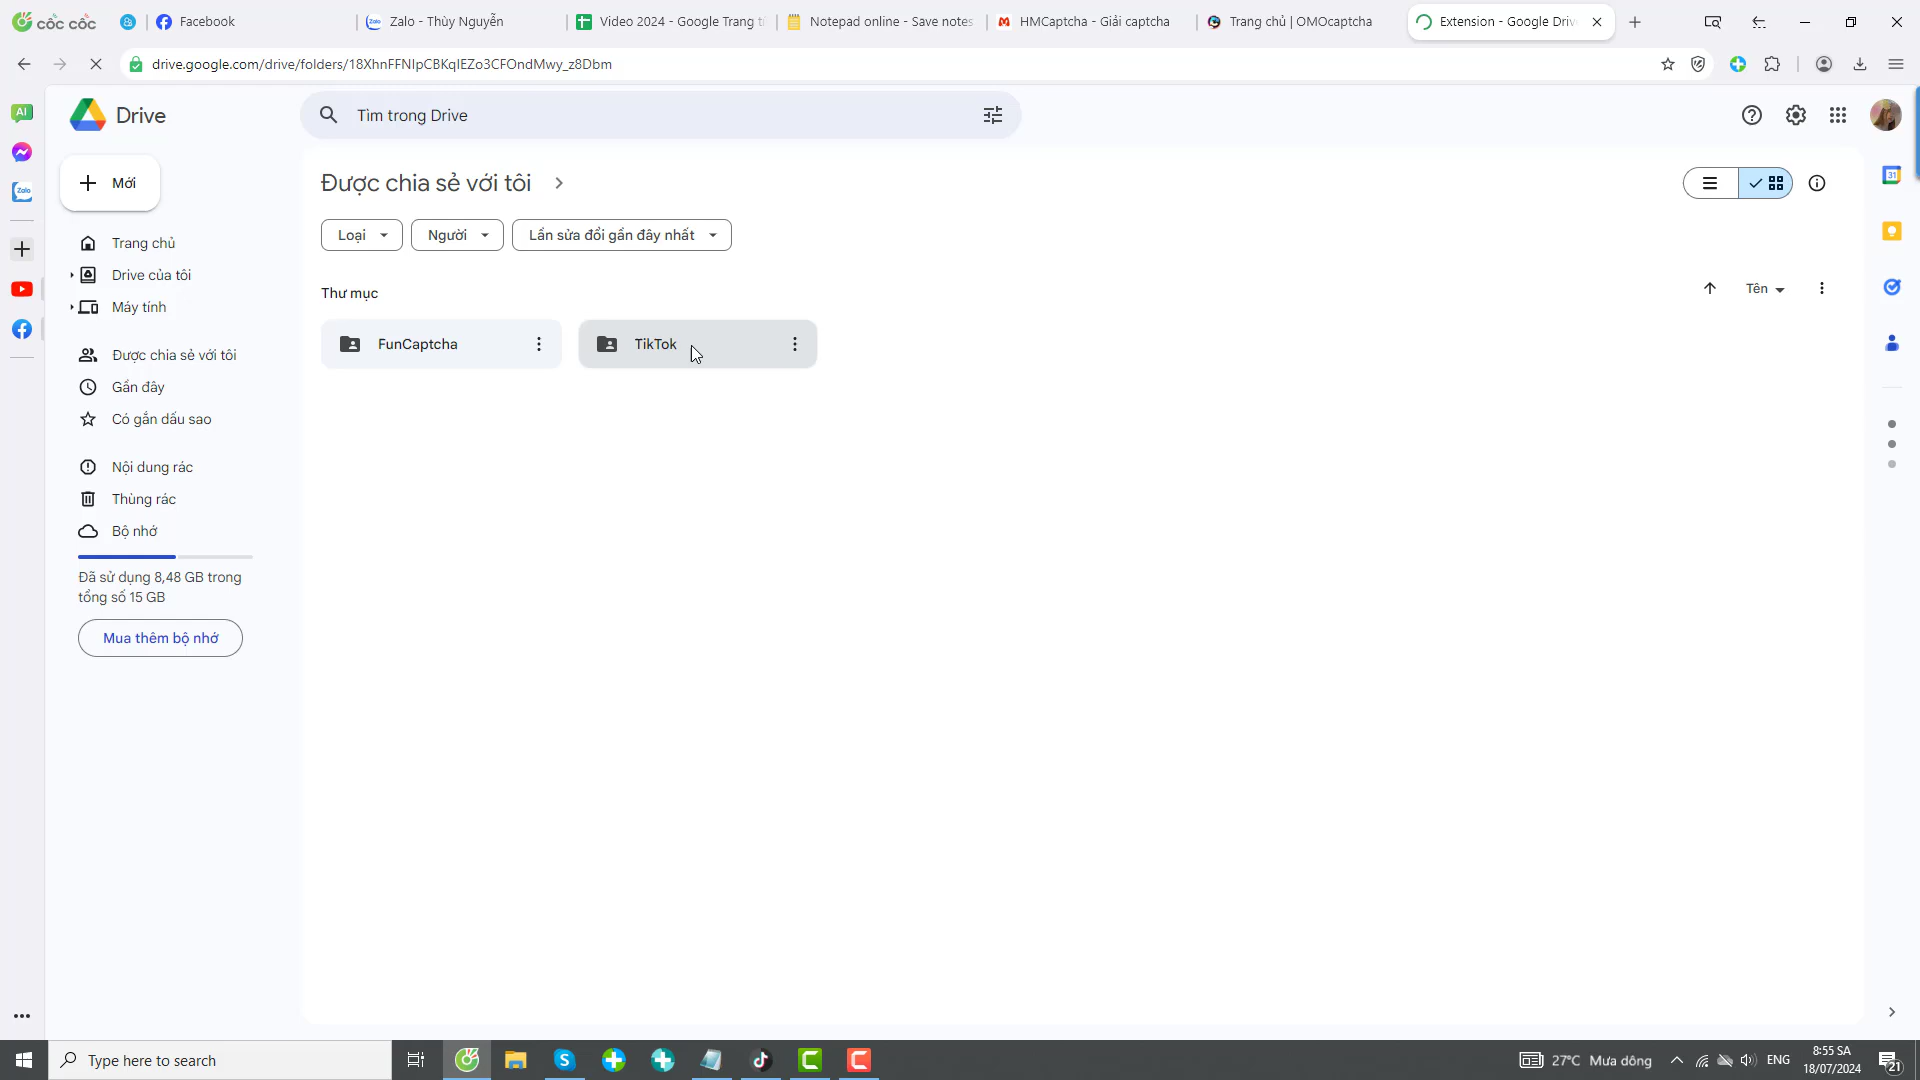 cốc cốc
Facebook
Zalo - Thùy Nguyễn
Video 2024 - Google Trang t
Notepad online - Save notes
HMCaptcha - Giải captcha
Trang chủ | OMOcaptcha
Extension - Google Driv
drive.google.com/drive/folders/18XhnFFNIpCBKqIEZo3CFOndMwy_z8Dbm
AI
Drive
Tìm trong Drive
Mới
Được chia sẻ với tôi
Zalo
31
Loại
Người
Lần sửa đổi gần đây nhất
Trang chủ
Drive của tôi
Máy tính
Thư mục
Tên
FunCaptcha
TikTok
Được chia sẻ với tôi
Gần đây
Có gắn dấu sao
Nội dung rác
Thùng rác
Bộ nhớ
Đã sử dụng 8,48 GB trong
tổng số 15 GB
Mua thêm bộ nhớ
Type here to search
27°C Mưa dông
ENG
8:55 SA
18/07/2024
21